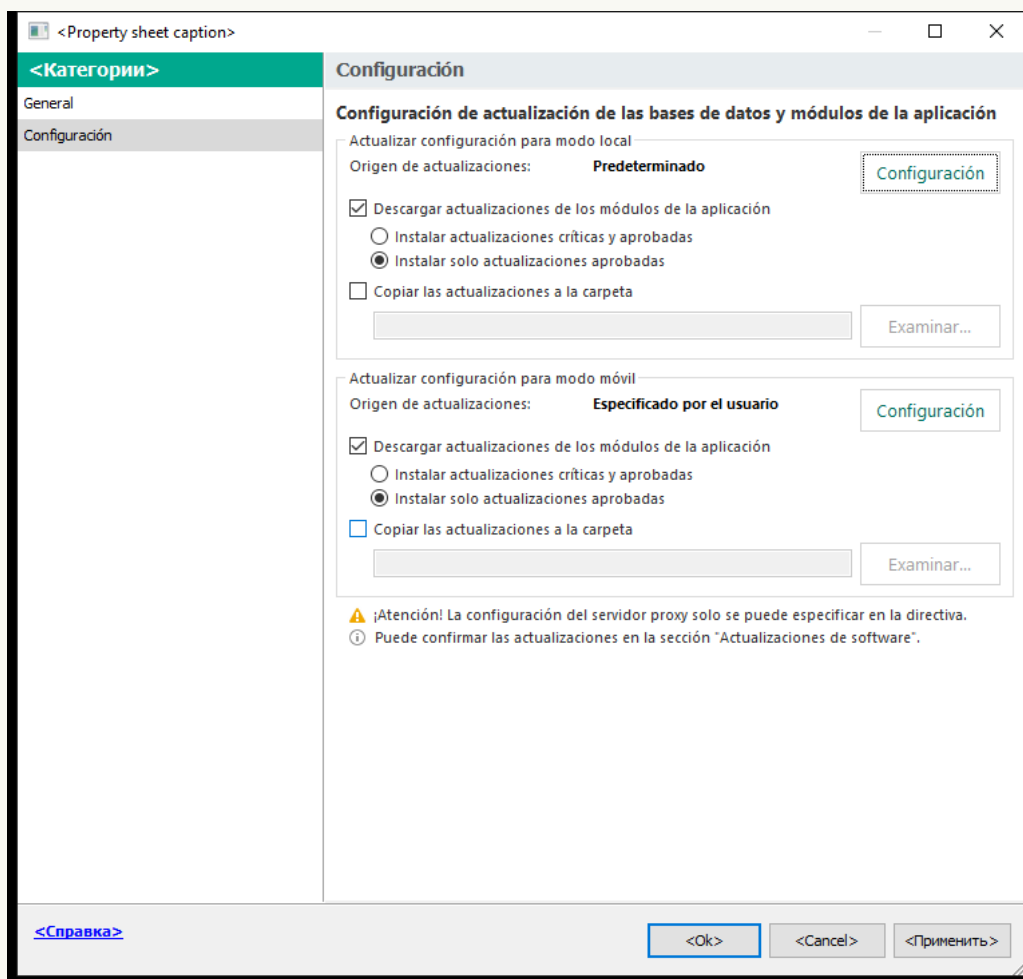 <Property sheet caption>
<Категории>
General
Configuración
Configuración
Configuración de actualización de las bases de datos y módulos de la aplicación
Actualizar configuración para modo local
Origen de actualizaciones: Predeterminado
Configuración
Descargar actualizaciones de los módulos de la aplicación
Instalar actualizaciones críticas y aprobadas
Instalar solo actualizaciones aprobadas
Copiar las actualizaciones a la carpeta
Examinar...
Actualizar configuración para modo móvil
Origen de actualizaciones: Especificado por el usuario
Configuración
Descargar actualizaciones de los módulos de la aplicación
Instalar actualizaciones críticas y aprobadas
Instalar solo actualizaciones aprobadas
Copiar las actualizaciones a la carpeta
Examinar...
¡Atención! La configuración del servidor proxy solo se puede especificar en la directiva.
Puede confirmar las actualizaciones en la sección "Actualizaciones de software".
<Справка>
<Ok> <Cancel> <Применить>